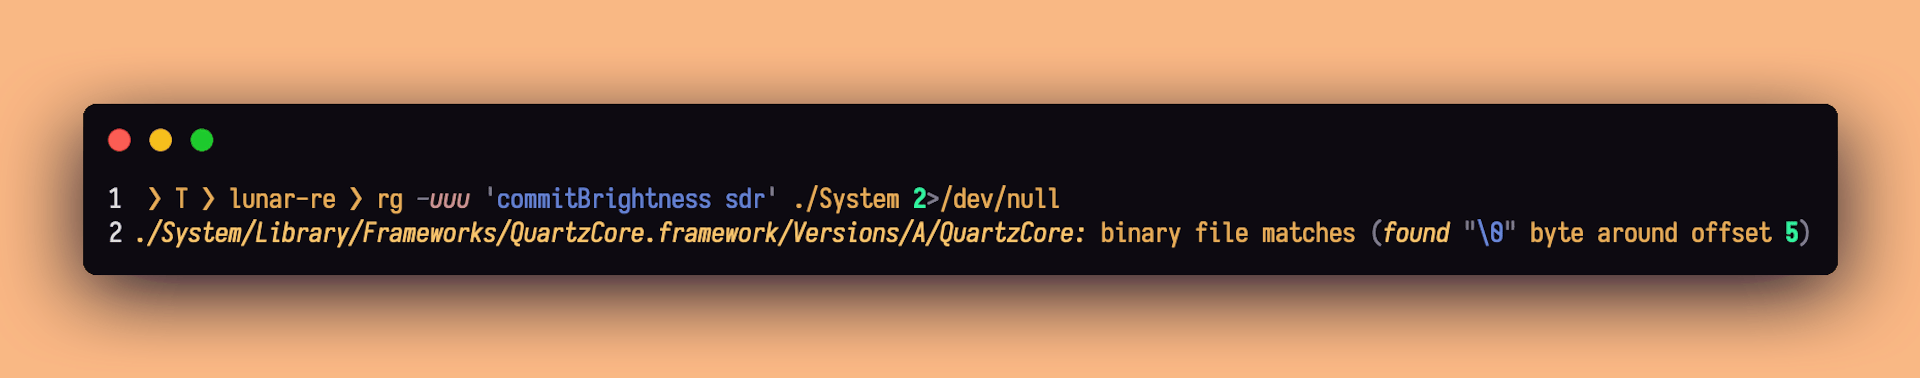 1 ❯ T ❯ lunar-re ❯ rg -uuu 'commitBrightness sdr' ./System 2>/dev/null
2 ./System/Library/Frameworks/QuartzCore.framework/Versions/A/QuartzCore: binary file matches (found "\0" byte around offset 5)